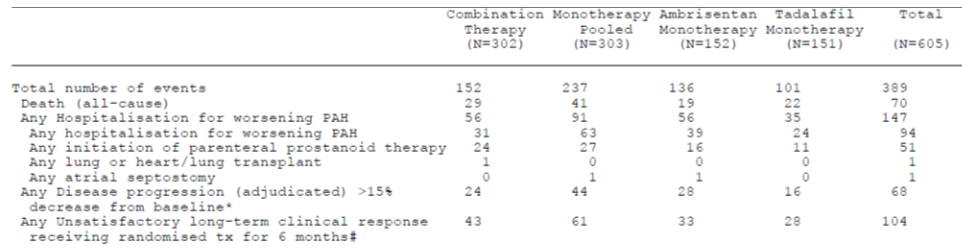 Combination Monotherapy Ambrisentan Tadalafil Total
Therapy Pooled Monotherapy Monotherapy
(N=302) (N=303) (N=152) (N=151) (N=605)
Total number of events 152 237 136 101 389
Death (all-cause) 29 41 19 22 70
Any Hospitalisation for worsening PAH 56 91 56 35 147
Any hospitalisation for worsening PAH 31 63 39 24 94
Any initiation of parenteral prostanoid therapy 24 27 16 11 51
Any lung or heart/lung transplant 1 0 0 0 1
Any atrial septostomy 0 1 1 0 1
Any Disease progression (adjudicated) >15% 24 44 28 16 68
decrease from baseline*
Any Unsatisfactory long-term clinical response 43 61 33 28 104
receiving randomised tx for 6 months#